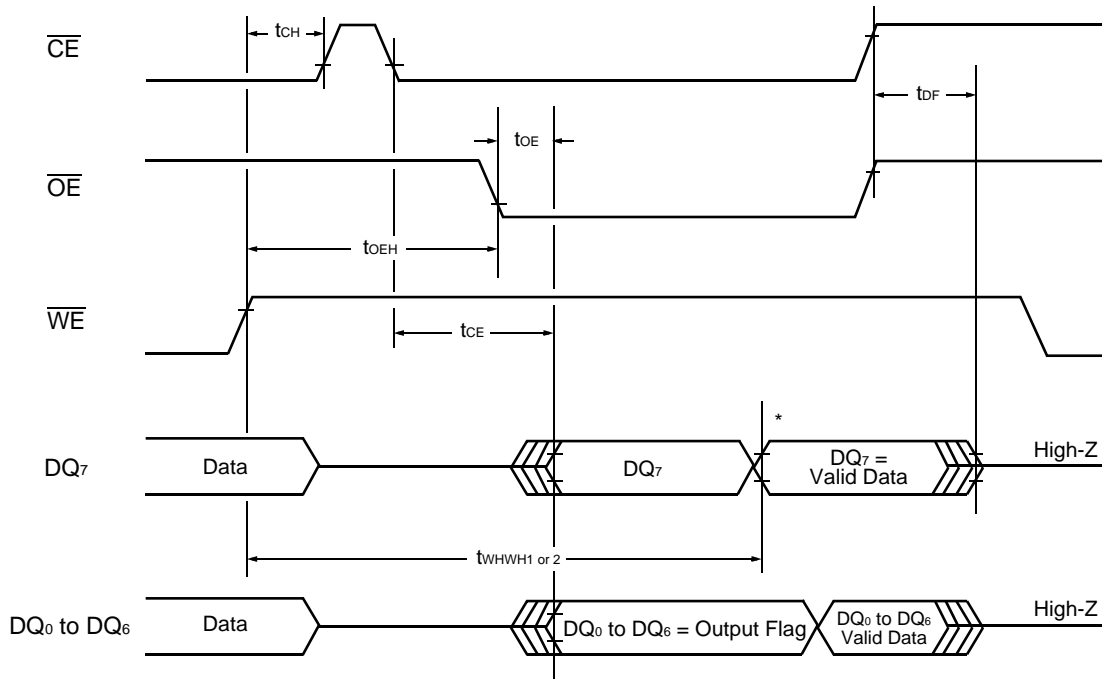 tCH
CE
tDF
tOE
OE
tOEH
WE
tCE
*
DQ7
Data
DQ7
DQ7 =
Valid Data
High-Z
tWHWH1 or 2
DQ0 to DQ6
Data
DQ0 to DQ6 = Output Flag
DQ0 to DQ6
Valid Data
High-Z